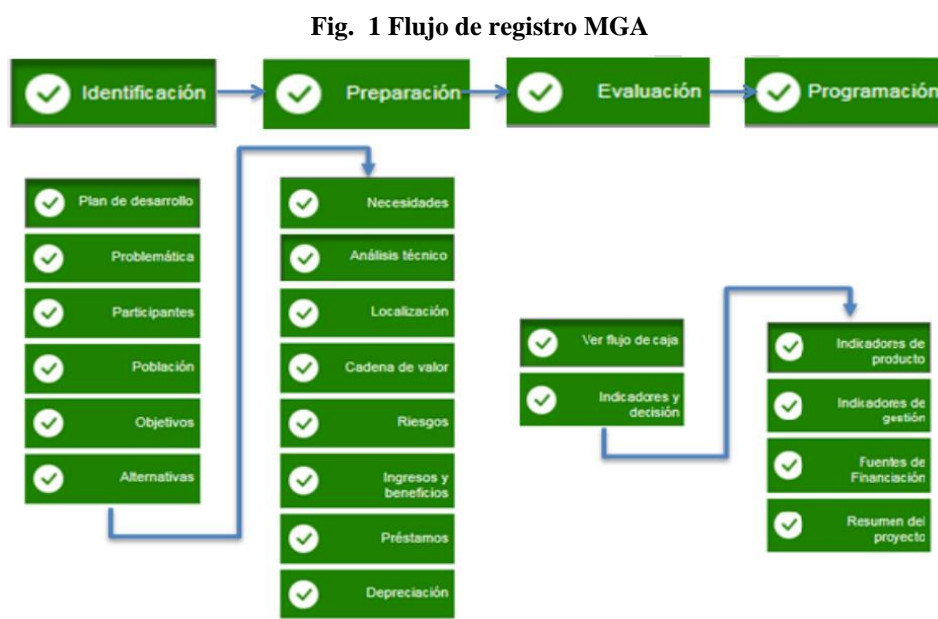 Fig. 1 Flujo de registro MGA
Identificación
Preparación
Evaluación
Programación
Plan de desarrollo
Problemática
Participantes
Población
Objetivos
Alternativas
Necesidades
Análisis técnico
Localización
Cadena de valor
Riesgos
Ingresos y
beneficios
Préstamos
Depreciación
Ver flujo de caja
Indicadores y
decisión
Indicadores de
producto
Indicadores de
gestión
Fuentes de
Financiación
Resumen del
proyecto